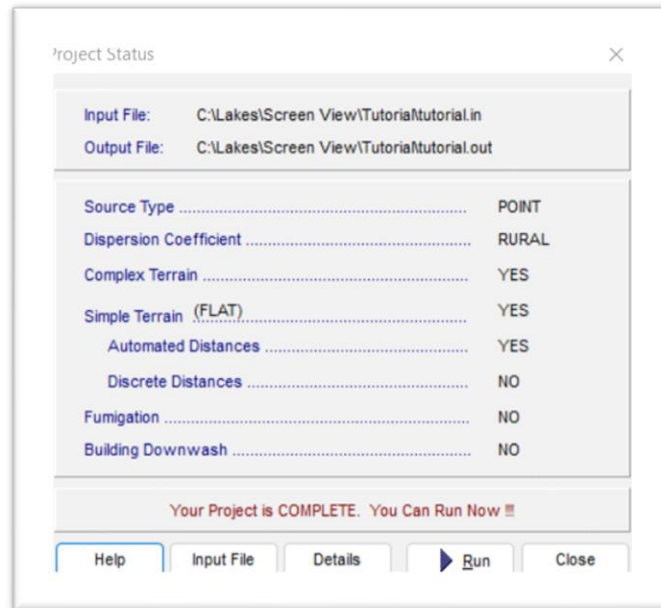 Project Status
Input File: C:\Lakes\Screen View\Tutorial\tutorial.in
Output File: C:\Lakes\Screen View\Tutorial\tutorial.out
Source Type ........................................ POINT
Dispersion Coefficient ........................................ RURAL
Complex Terrain ........................................ YES
Simple Terrain (FLAT) ........................................ YES
Automated Distances ........................................ YES
Discrete Distances ........................................ NO
Fumigation ........................................ NO
Building Downwash ........................................ NO
Your Project is COMPLETE. You Can Run Now !!!
Help Input File Details Run Close